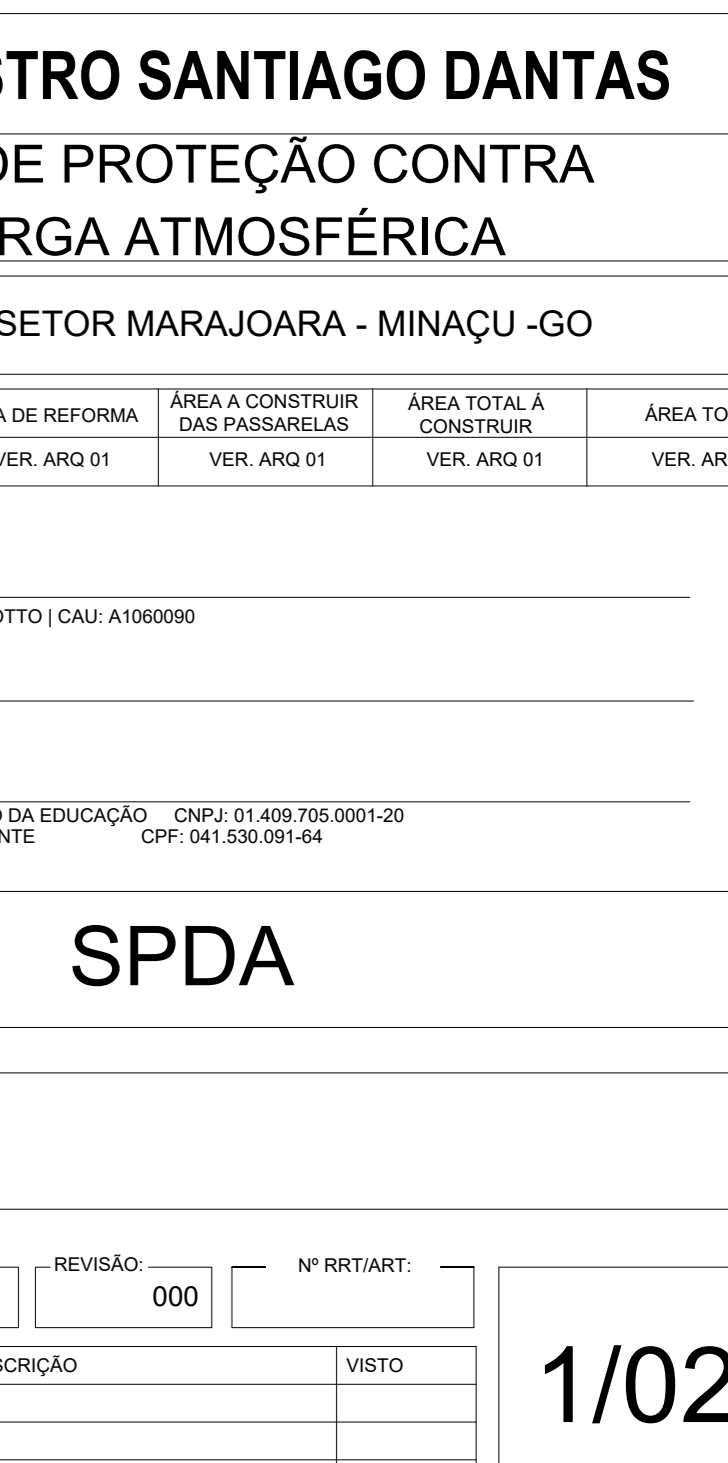 STRO SANTIAGO DANTAS
DE PROTEÇÃO CONTRA
RGA ATMOSFÉRICA
SETOR MARAJOARA - MINAÇU -GO
A DE REFORMA
ÁREA A CONSTRUIR
DAS PASSARELAS
ÁREA TOTAL Á
CONSTRUIR
ÁREA TO
VER. ARQ 01
VER. ARQ 01
VER. ARQ 01
VER. AR
OTTO | CAU: A1060090
O DA EDUCAÇÃO CNPJ: 01.409.705.0001-20
NTE CPF: 041.530.091-64
SPDA
REVISÃO:
000
Nº RRT/ART:
SCRIÇÃO
VISTO
1/02